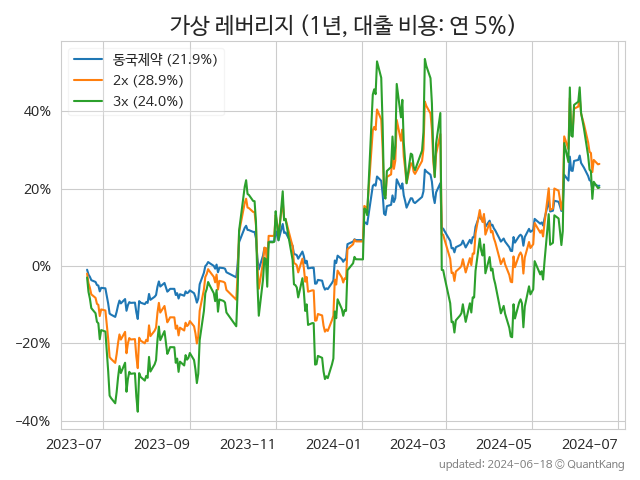 가상 레버리지 (1년, 대출 비용: 연 5%)
동국제약 (21.9%)
2x (28.9%)
3x (24.0%)
40%
20%
0%
−20%
−40%
2023-07 2023-09 2023-11 2024-01 2024-03 2024-05 2024-07
updated: 2024-06-18 © QuantKang